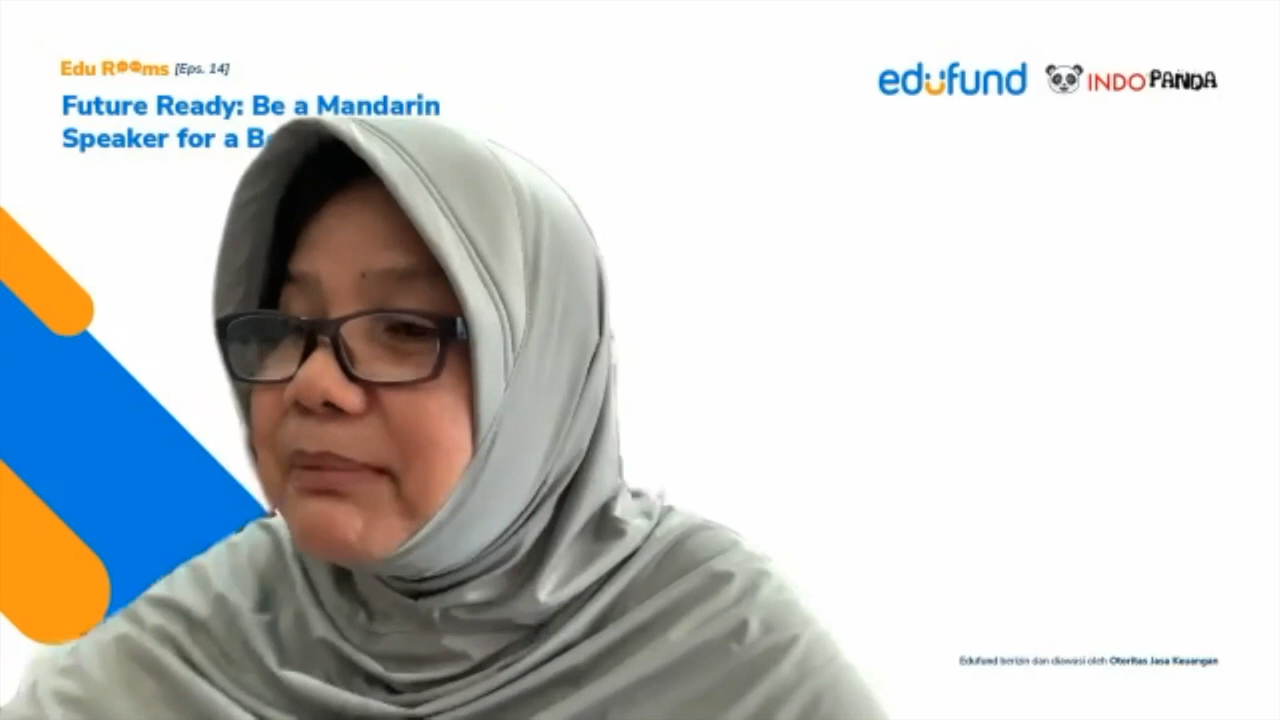 Edu Rooms [Eps. 14]
Future Ready: Be a Mandarin
Speaker for a
edufund
INDOPANDA
Edufund berizin dan diawasi oleh Otoritas Jasa Keuangan